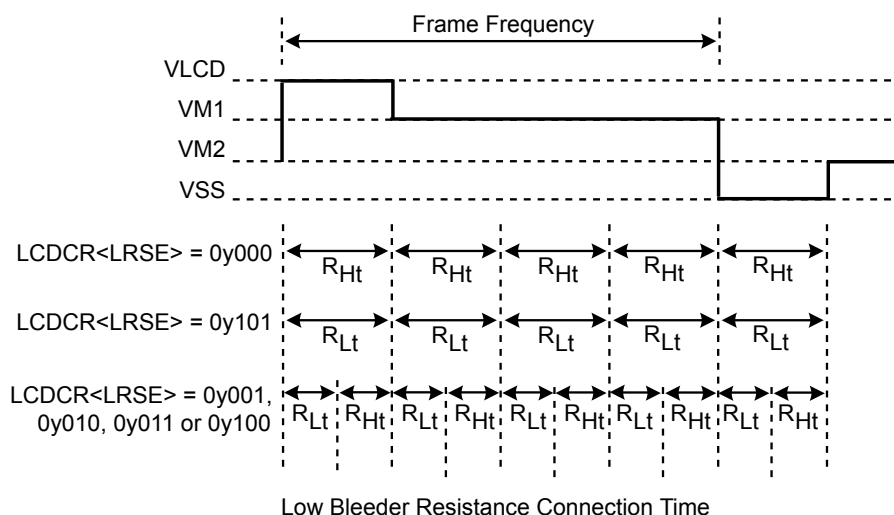 Frame Frequency
VLCD
VM1
VM2
VSS
LCDCR<LRSE> = 0y000
RHt RHt RHt RHt RHt
LCDCR<LRSE> = 0y101
RLt RLt RLt RLt RLt
LCDCR<LRSE> = 0y001,
0y010, 0y011 or 0y100
RLt RHt RLt RHt RLt RHt RLt RHt RLt RHt
Low Bleeder Resistance Connection Time